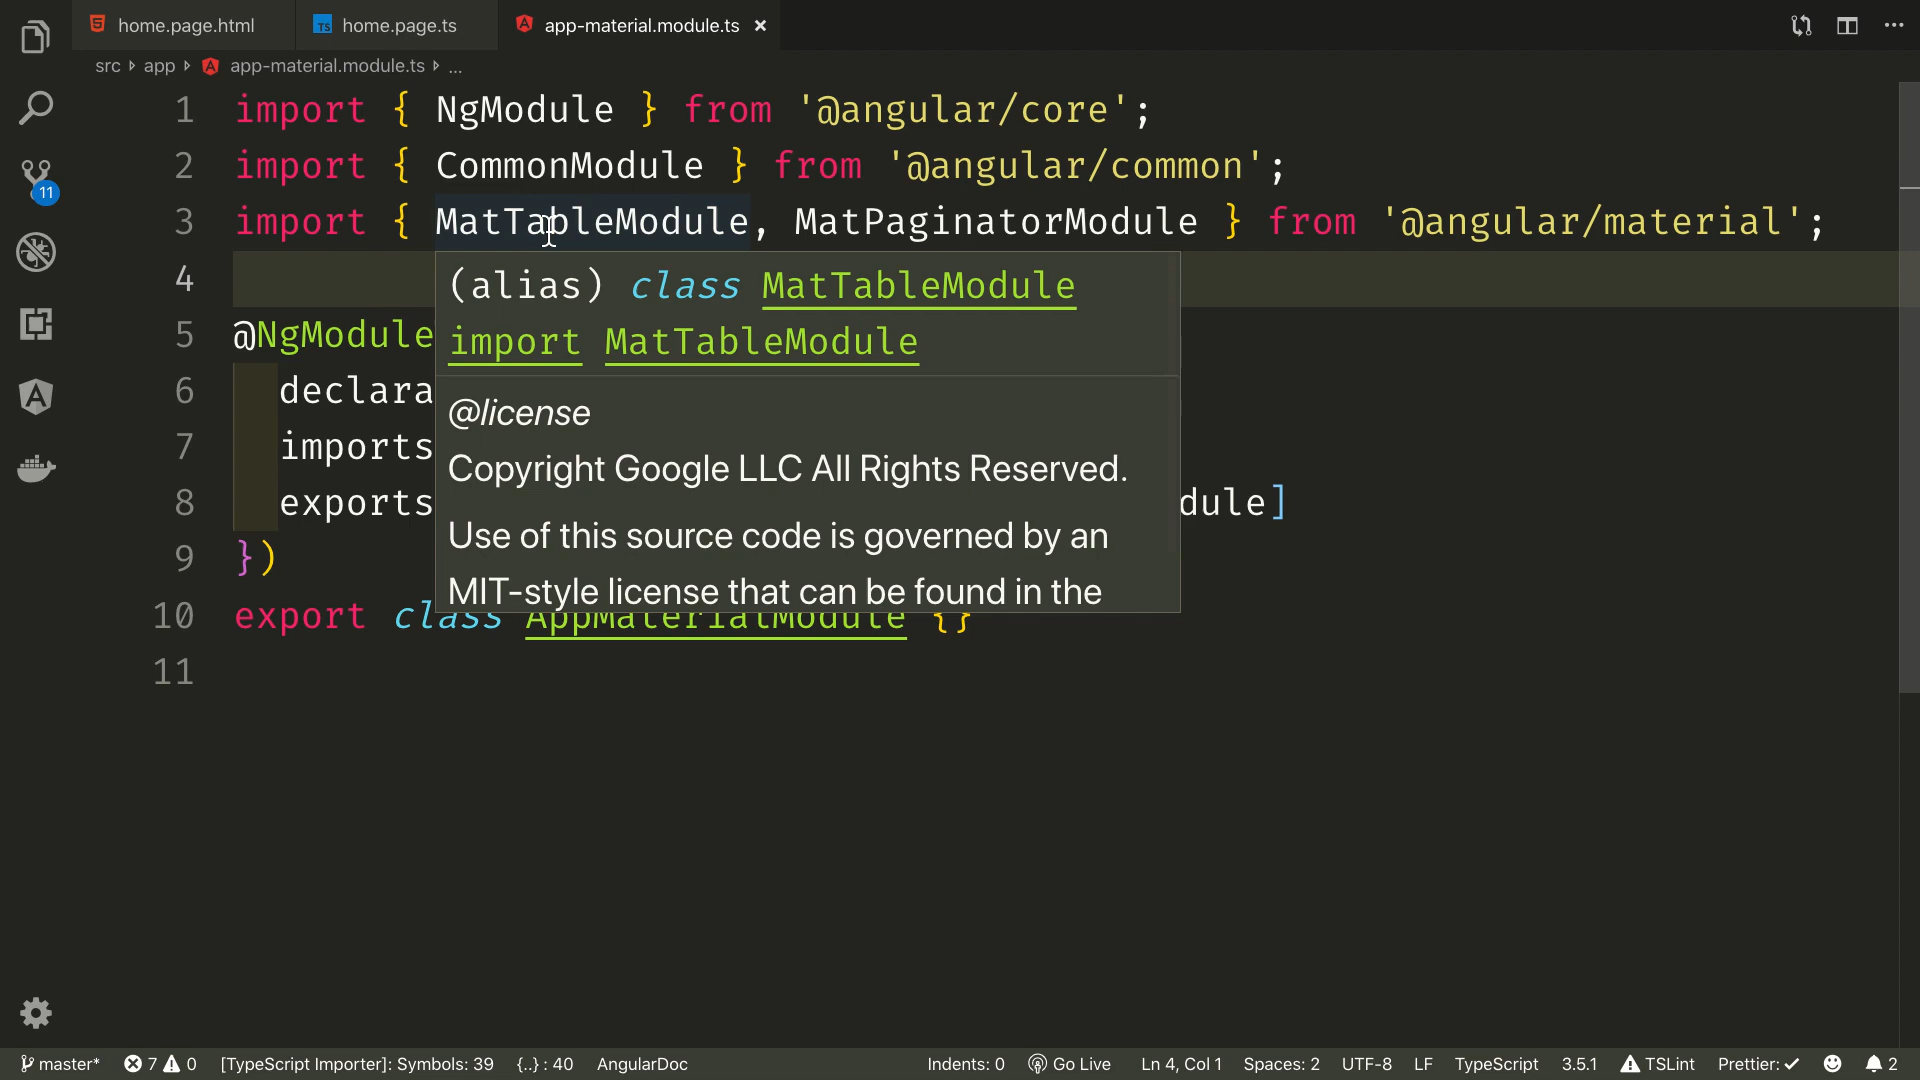 home.page.html
home.page.ts
app-material.module.ts
src app app-material.module.ts ...
1 import { NgModule } from '@angular/core';
2 import { CommonModule } from '@angular/common';
11
3 import { MatTableModule, MatPaginatorModule } from '@angular/material';
4
(alias) class MatTableModule
5 @NgModule
import MatTableModule
6 declara
@license
7 imports
Copyright Google LLC All Rights Reserved.
8 exports
dule]
Use of this source code is governed by an
9 })
MIT-style license that can be found in the
10 export class AppMaterialModule {}
11
master* 7 0 [TypeScript Importer]: Symbols: 39 {..} : 40 AngularDoc Indents: 0 Go Live Ln 4, Col 1 Spaces: 2 UTF-8 LF TypeScript 3.5.1 TSLint Prettier: 2